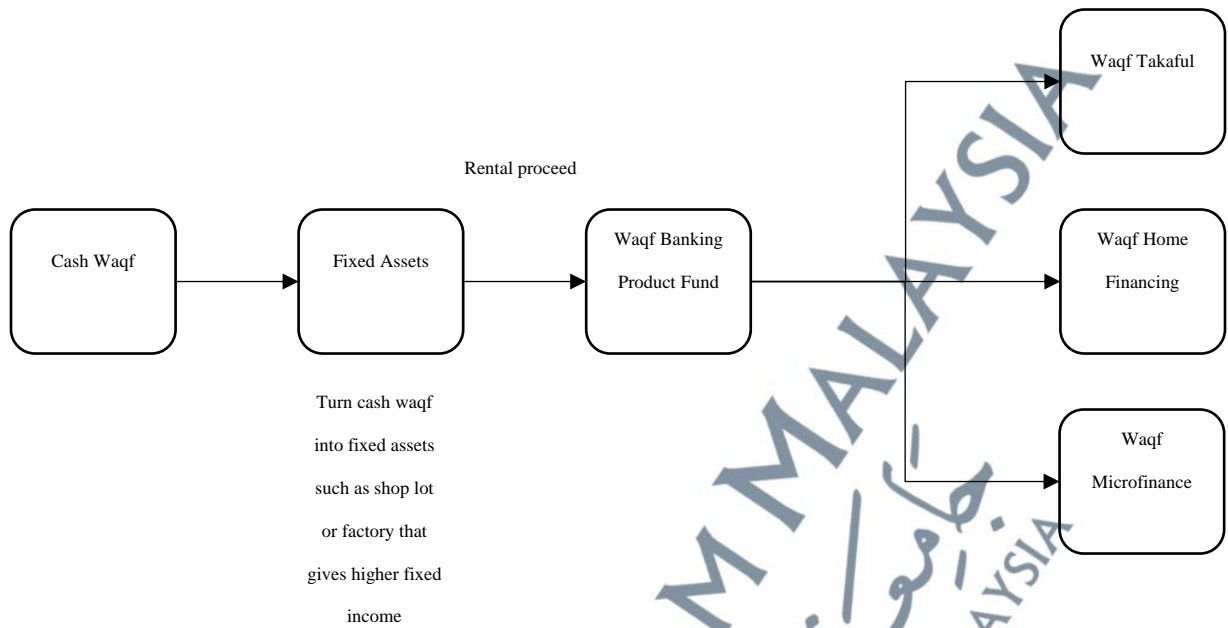 Waqf Takaful
Rental proceed
Cash Waqf
Fixed Assets
Waqf Banking
Product Fund
Waqf Home
Financing
Turn cash waqf
into fixed assets
such as shop lot
or factory that
gives higher fixed
income
Waqf
Microfinance
M MALAYSIA
AYSIA